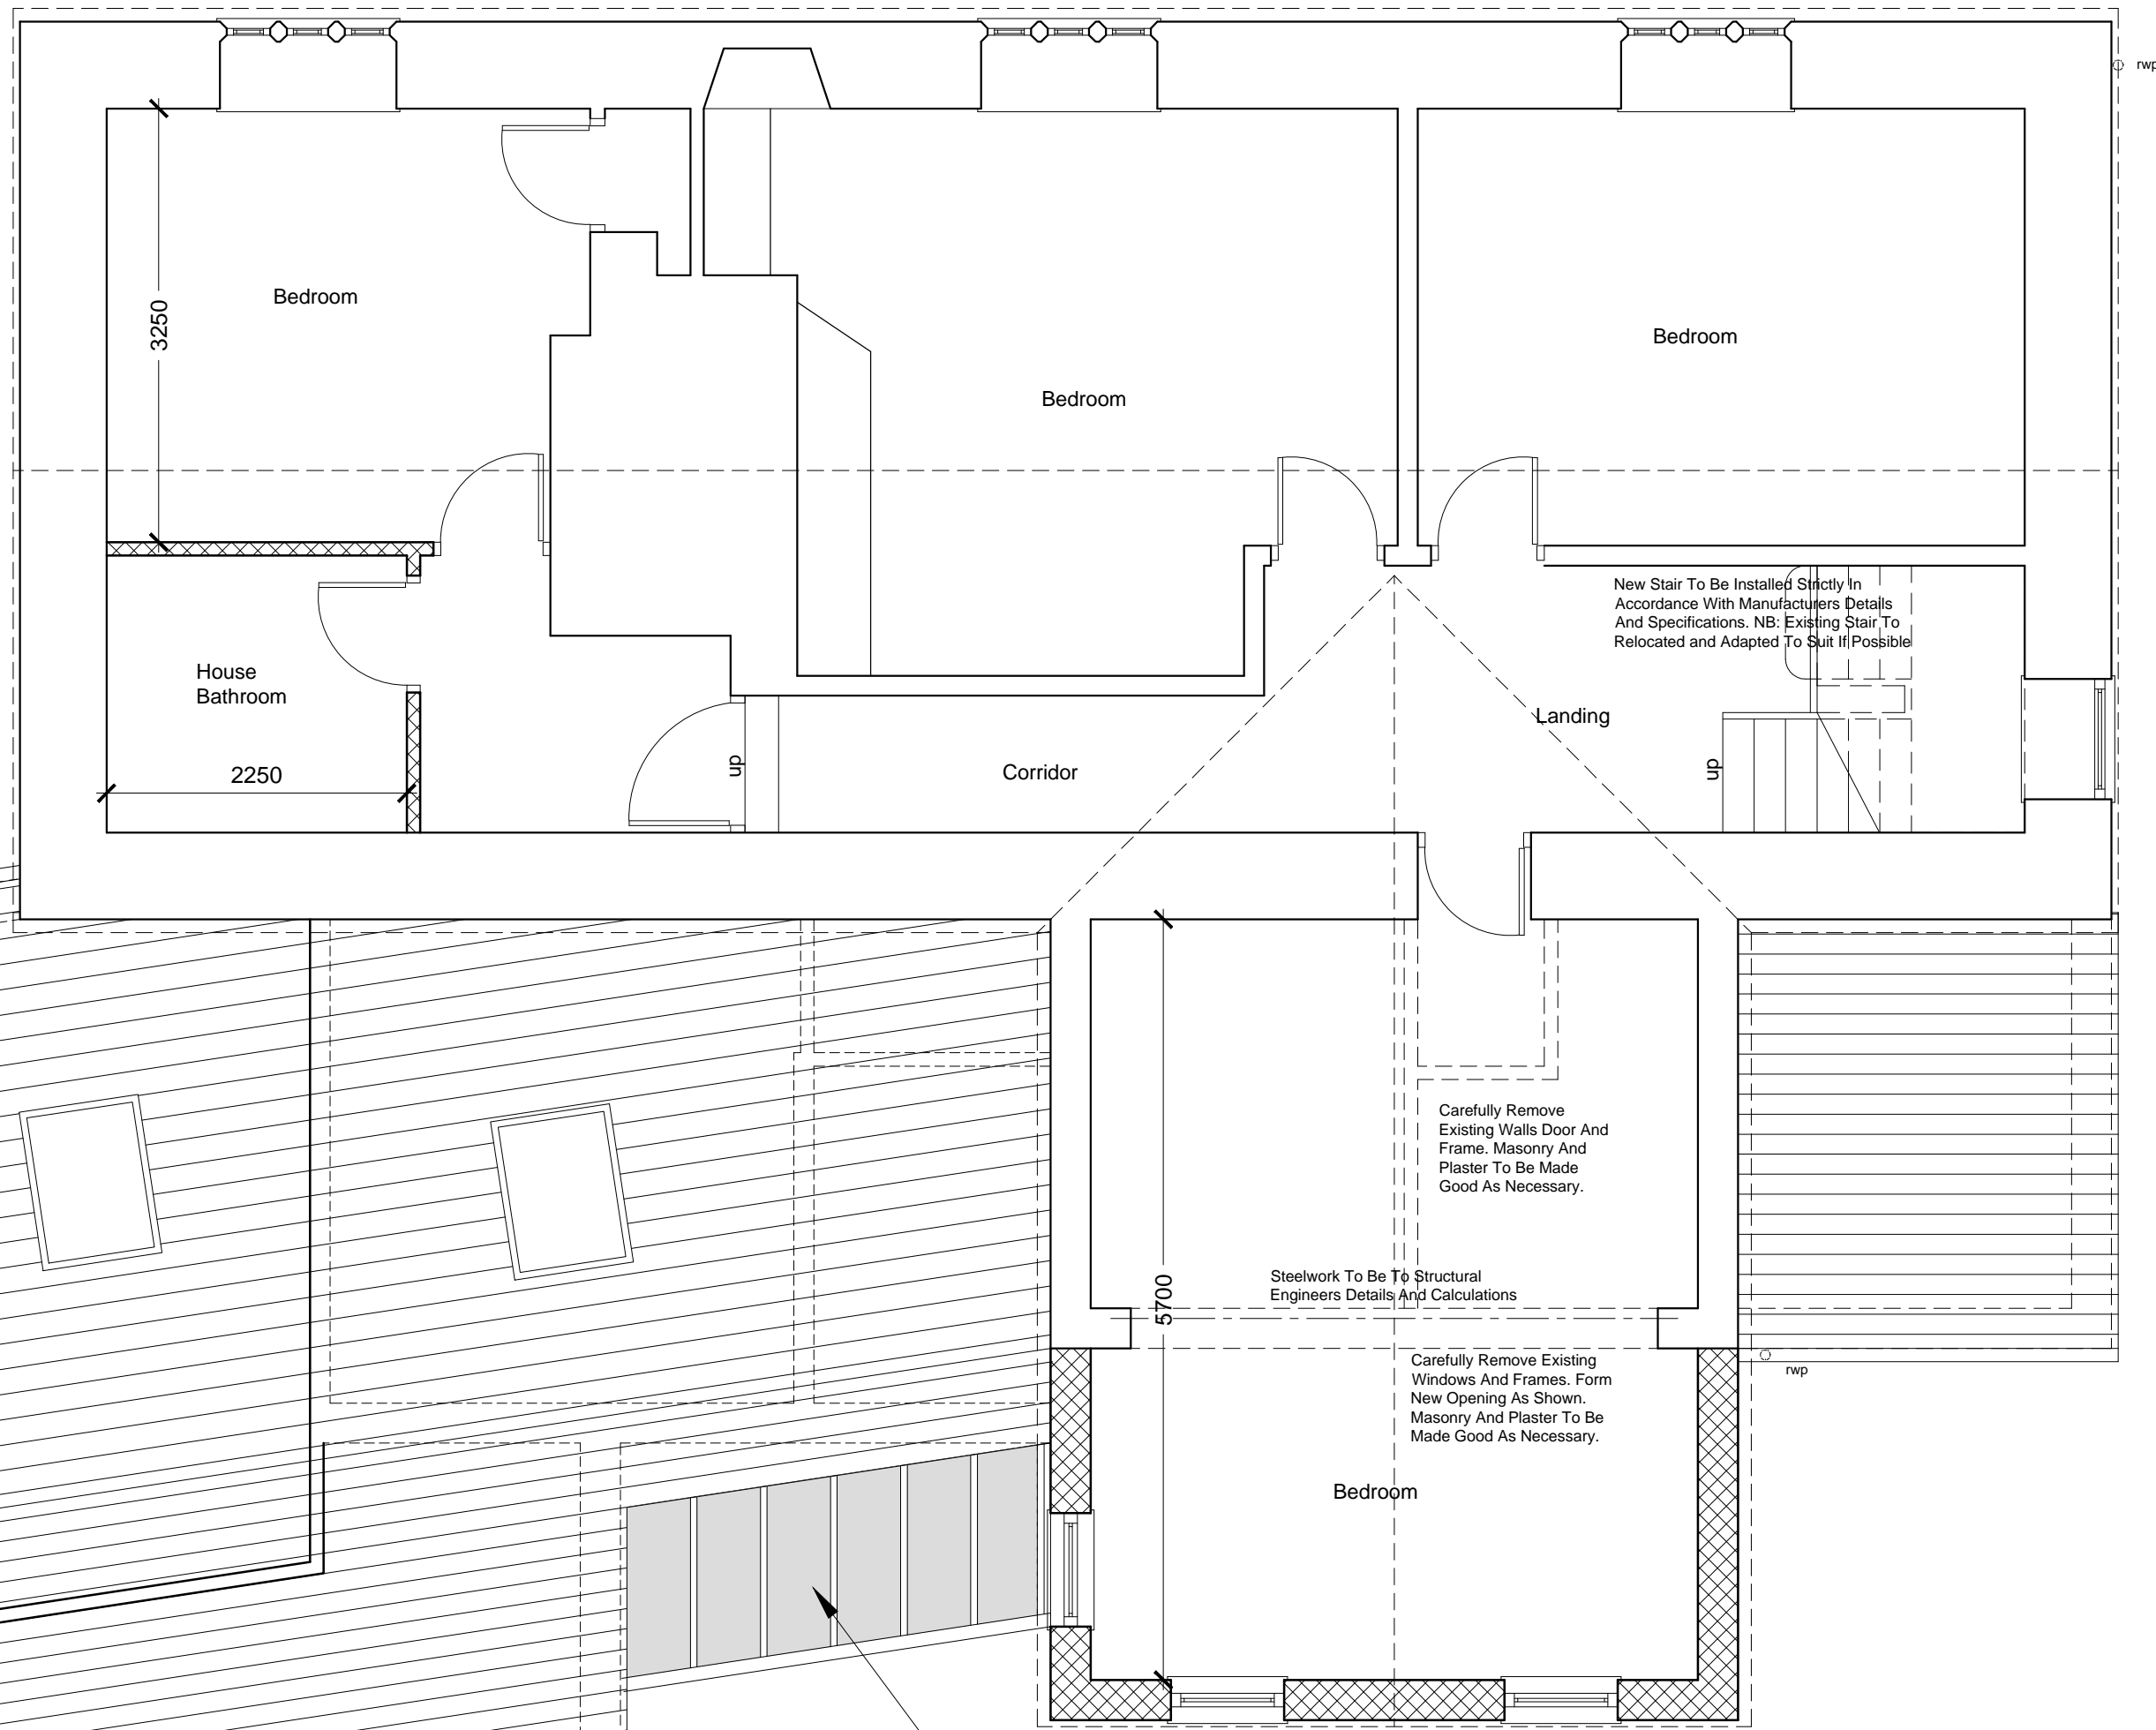 rwp
Bedroom
3250
Bedroom
Bedroom
New Stair To Be Installed Strictly In
Accordance With Manufacturers Details
And Specifications. NB: Existing Stair To
Relocated and Adapted To Suit If Possible
House
Bathroom
Landing
2250
up
Corridor
up
Carefully Remove
Existing Walls Door And
Frame. Masonry And
Plaster To Be Made
Good As Necessary.
5700
Steelwork To Be To Structural
Engineers Details And Calculations
Carefully Remove Existing
Windows And Frames. Form
New Opening As Shown.
Masonry And Plaster To Be
Made Good As Necessary.
rwp
Bedroom